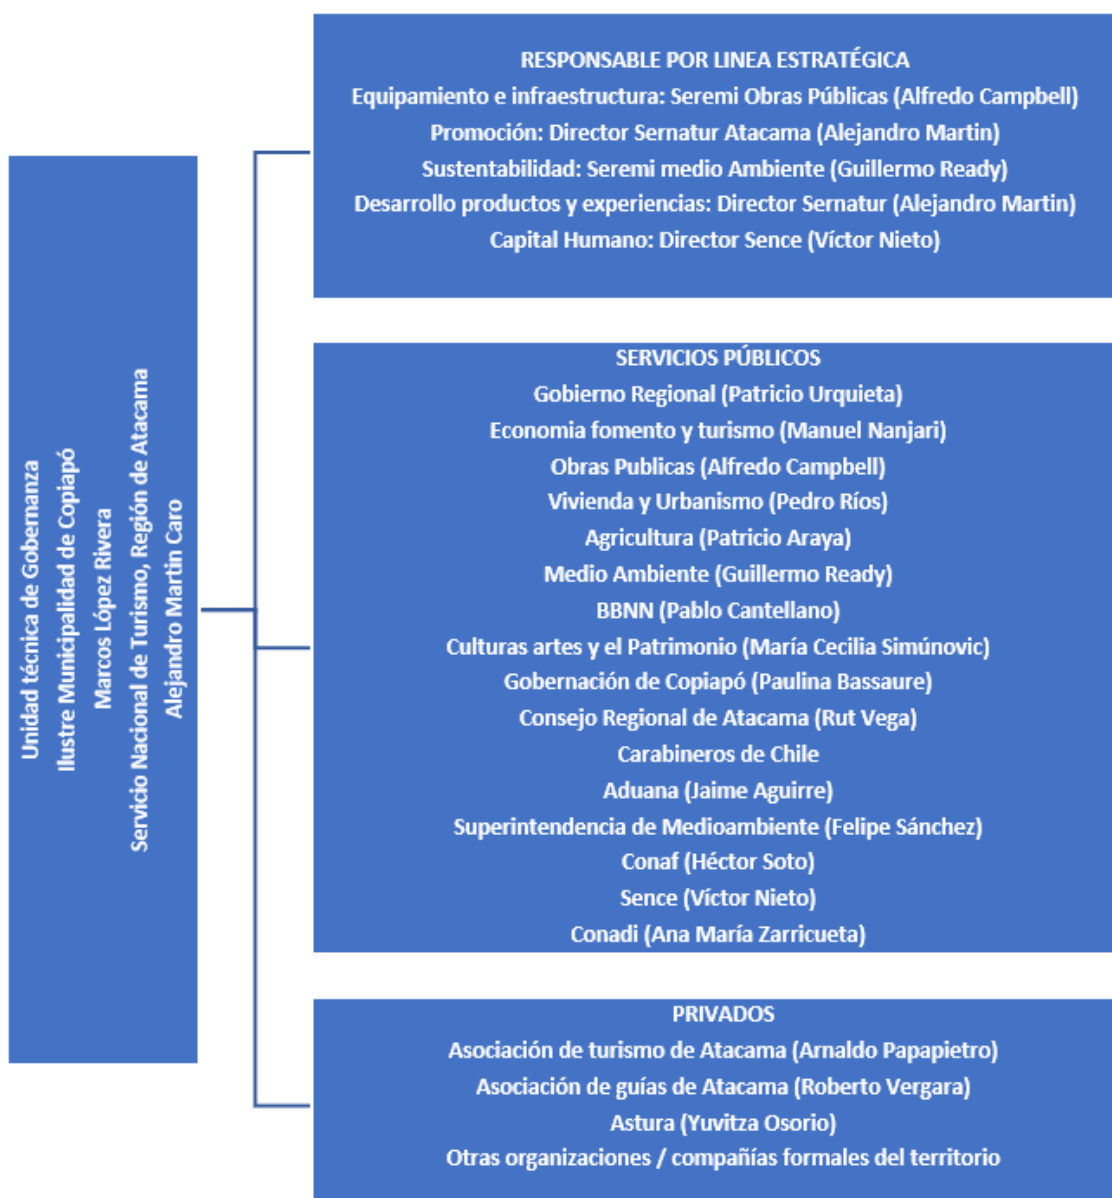 Unidad técnica de Gobernanza
Ilustre Municipalidad de Copiapó
Marcos López Rivera
Servicio Nacional de Turismo, Región de Atacama
Alejandro Martin Caro
RESPONSABLE POR LINEA ESTRATÉGICA
Equipamiento e infraestructura: Seremi Obras Públicas (Alfredo Campbell)
Promoción: Director Sernatur Atacama (Alejandro Martin)
Sustentabilidad: Seremi medio Ambiente (Guillermo Ready)
Desarrollo productos y experiencias: Director Sernatur (Alejandro Martin)
Capital Humano: Director Sence (Víctor Nieto)
SERVICIOS PÚBLICOS
Gobierno Regional (Patricio Urquieta)
Economia fomento y turismo (Manuel Nanjari)
Obras Publicas (Alfredo Campbell)
Vivienda y Urbanismo (Pedro Ríos)
Agricultura (Patricio Araya)
Medio Ambiente (Guillermo Ready)
BBNN (Pablo Cantellano)
Culturas artes y el Patrimonio (María Cecilia Simúnovic)
Gobernación de Copiapó (Paulina Bassaure)
Consejo Regional de Atacama (Rut Vega)
Carabineros de Chile
Aduana (Jaime Aguirre)
Superintendencia de Medioambiente (Felipe Sánchez)
Conaf (Héctor Soto)
Sence (Víctor Nieto)
Conadi (Ana María Zarricueta)
PRIVADOS
Asociación de turismo de Atacama (Arnaldo Papapietro)
Asociación de guías de Atacama (Roberto Vergara)
Astura (Yuvitza Osorio)
Otras organizaciones / compañías formales del territorio